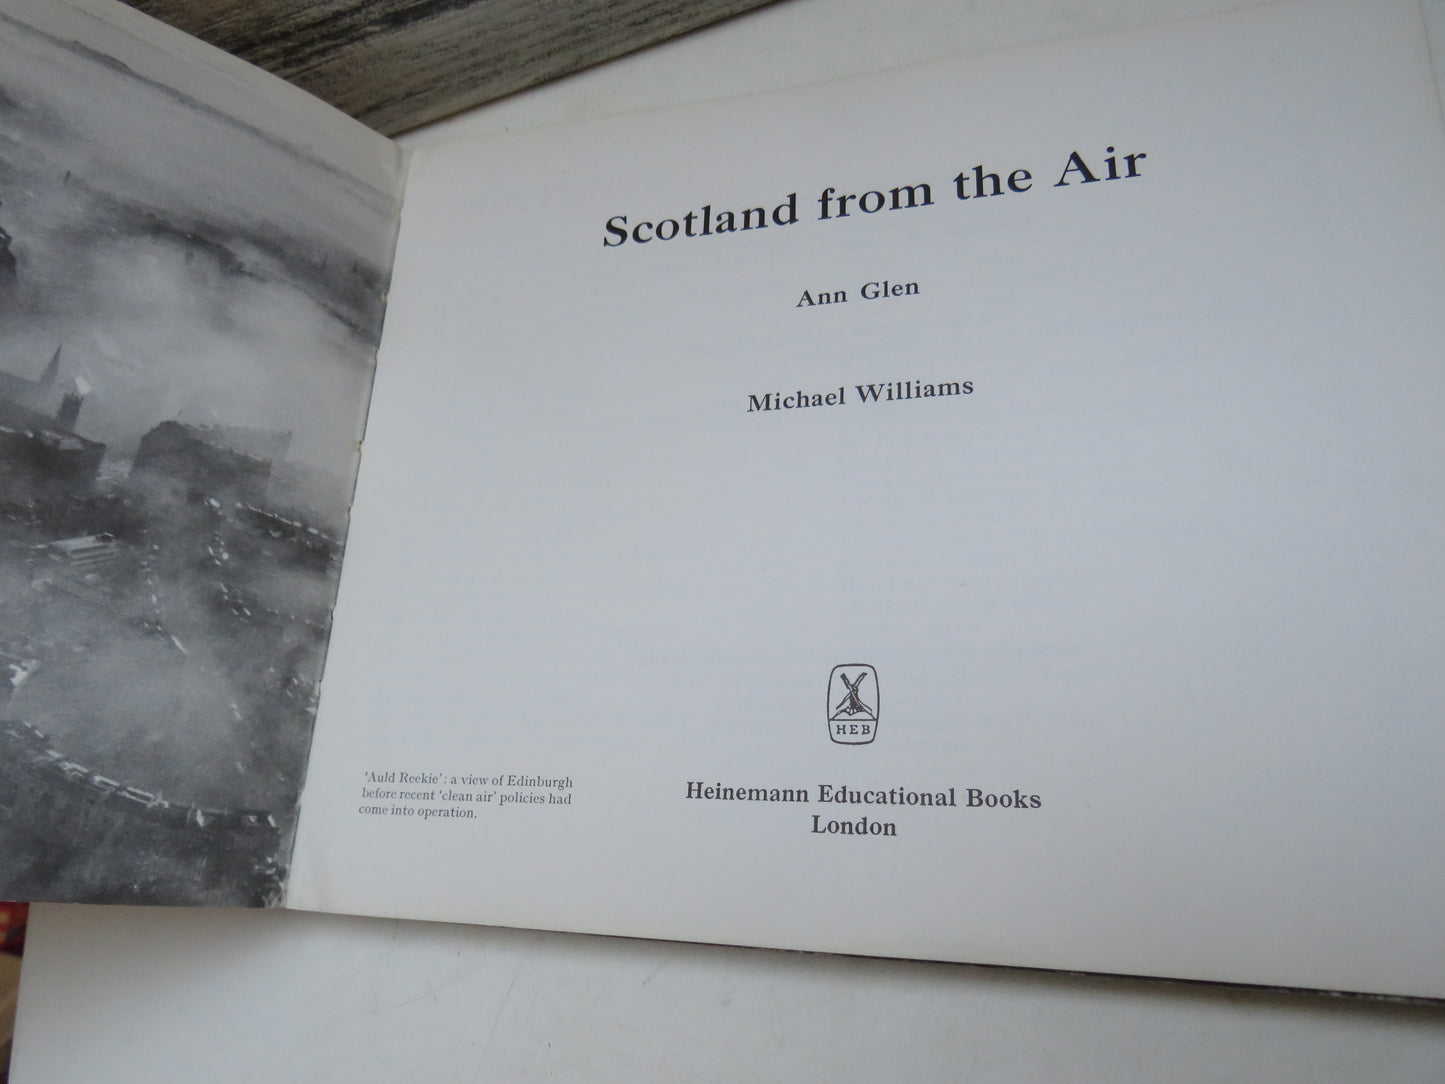 Scotland from the Air
Ann Glen
Michael Williams
HEB
'Auld Reekie': a view of Edinburgh
before recent 'clean air' policies had
come into operation.
Heinemann Educational Books
London